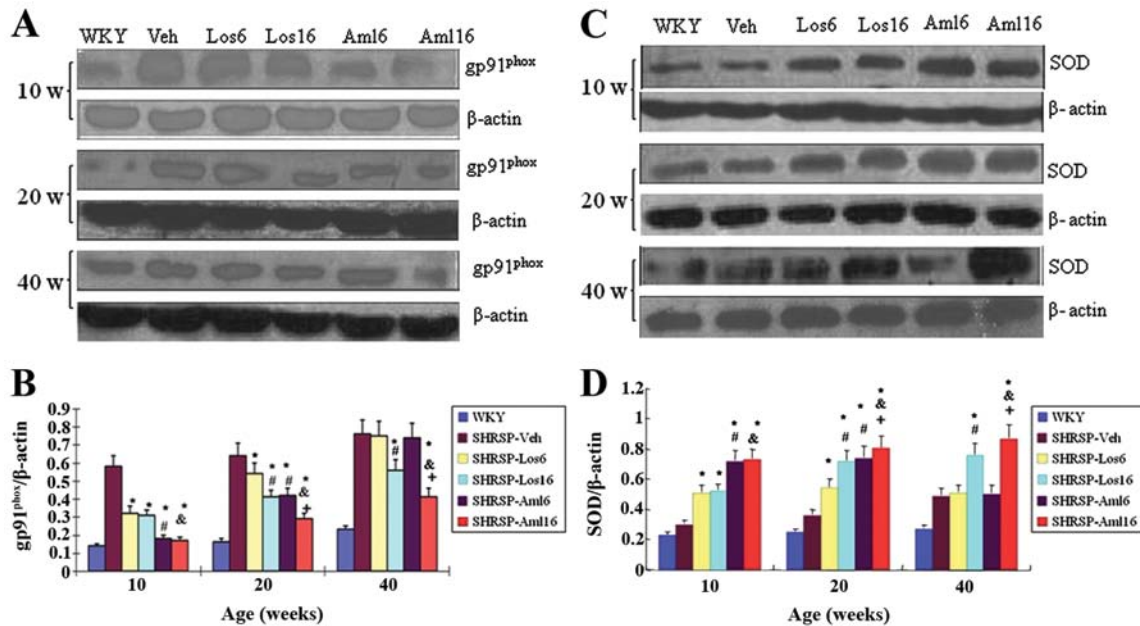 A
WKY Veh Los6 Los16 Aml6 Aml16
10 w
gp91phox
β-actin
20 w
gp91phox
β-actin
40 w
gp91phox
β-actin
B
gp91phox/β-actin
0.9
0.8
0.7
0.6
0.5
0.4
0.3
0.2
0.1
0
* * * # * &
* * # * # * & +
* # * & +
10 20 40
Age (weeks)
WKY
SHRSP-Veh
SHRSP-Los6
SHRSP-Los16
SHRSP-Aml6
SHRSP-Aml16
C
WKY Veh Los6 Los16 Aml6 Aml16
10 w
SOD
β- actin
20 w
SOD
β- actin
40 w
SOD
β- actin
D
SOD/β-actin
1.2
1
0.8
0.6
0.4
0.2
0
* * * # * &
* * # * # * & +
* # * & +
10 20 40
Age (weeks)
WKY
SHRSP-Veh
SHRSP-Los6
SHRSP-Los16
SHRSP-Aml6
SHRSP-Aml16